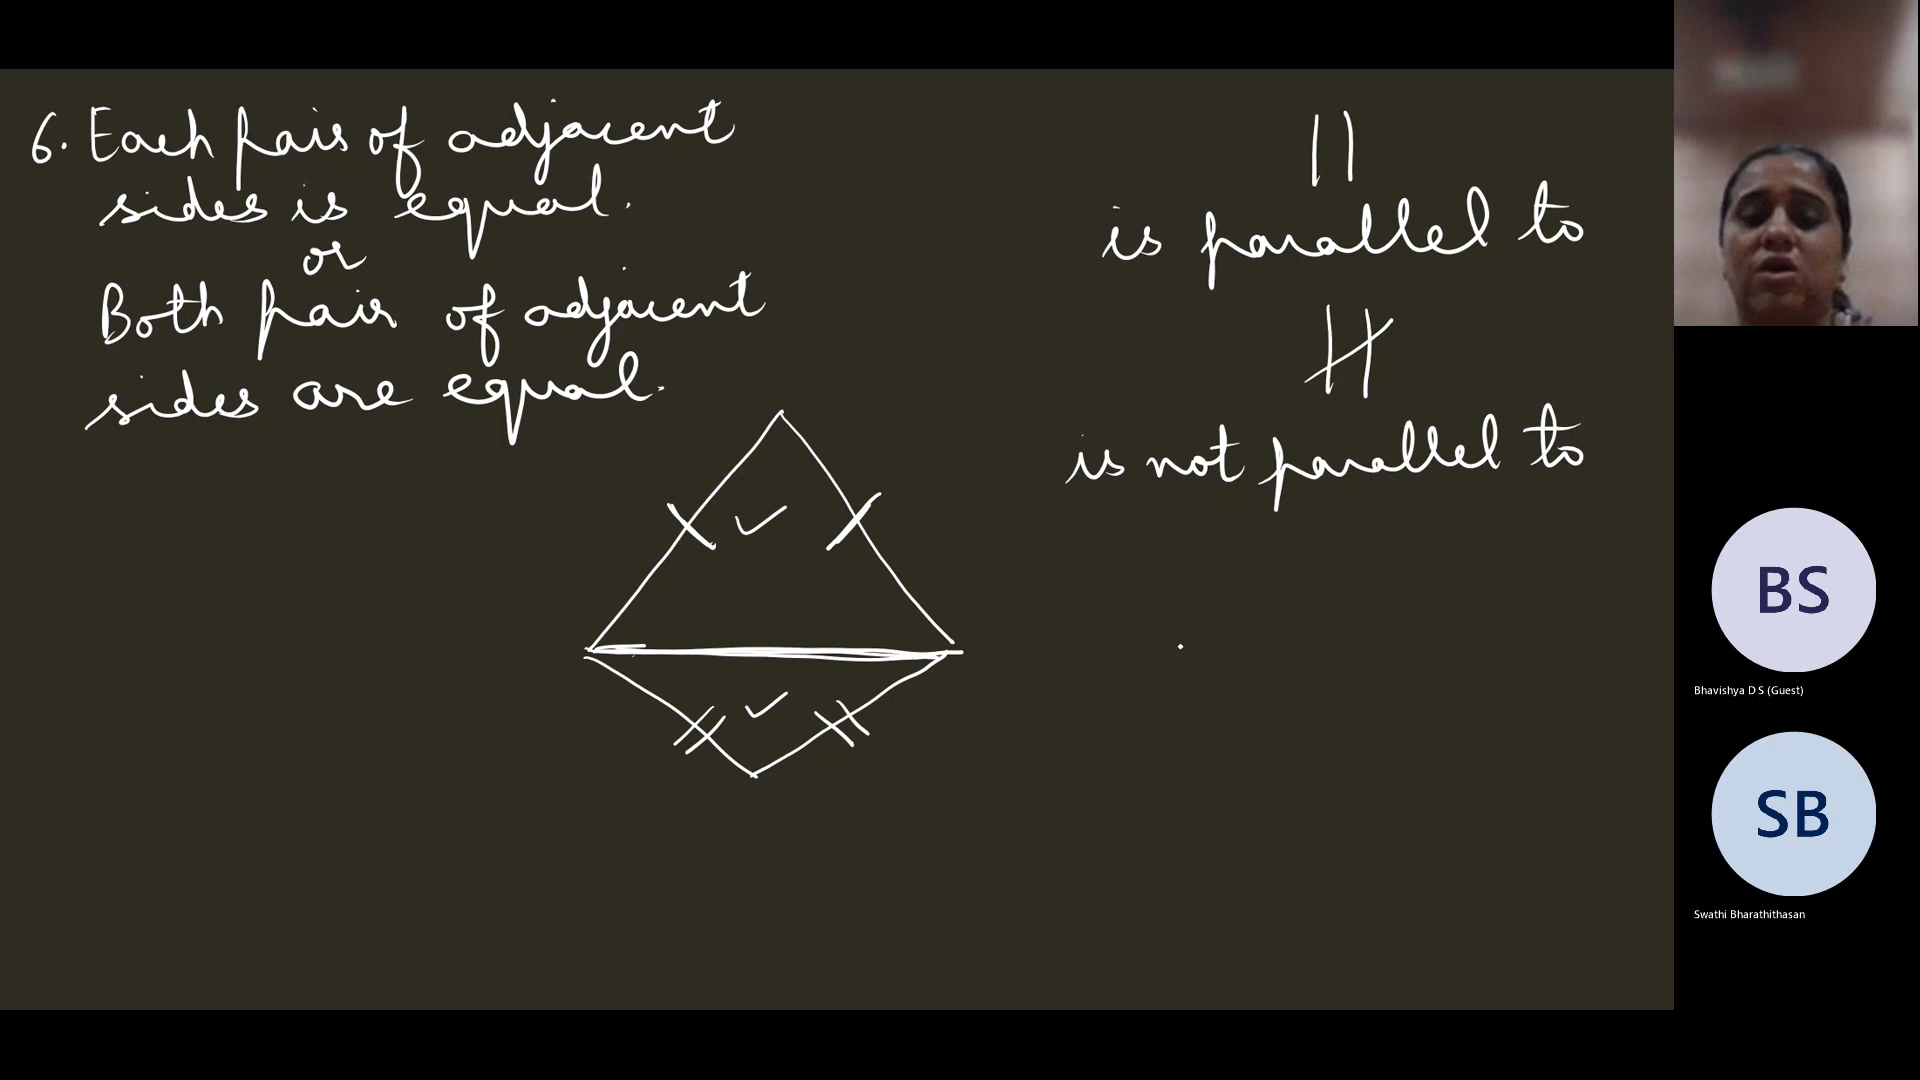 6. Each pair of adjacent
sides is equal.
or
Both pair of adjacent
sides are equal.
||
is parallel to
∦
is not parallel to
BS
Bhavishya D S (Guest)
SB
Swathi Bharathithasan